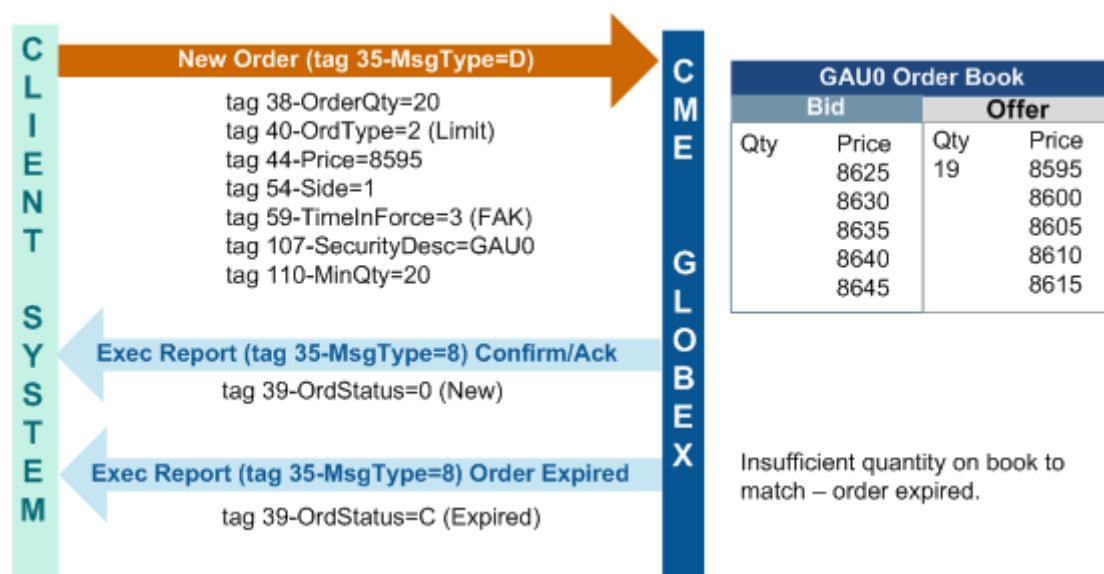 CLIENT SYSTEM
New Order (tag 35-MsgType=D)
tag 38-OrderQty=20
tag 40-OrdType=2 (Limit)
tag 44-Price=8595
tag 54-Side=1
tag 59-TimeInForce=3 (FAK)
tag 107-SecurityDesc=GAU0
tag 110-MinQty=20
Exec Report (tag 35-MsgType=8) Confirm/Ack
tag 39-OrdStatus=0 (New)
Exec Report (tag 35-MsgType=8) Order Expired
tag 39-OrdStatus=C (Expired)
CME GLOBEX
GAU0 Order Book
Bid Offer
Qty Price Qty Price
8625 19 8595
8630 8600
8635 8605
8640 8610
8645 8615
Insufficient quantity on book to
match – order expired.